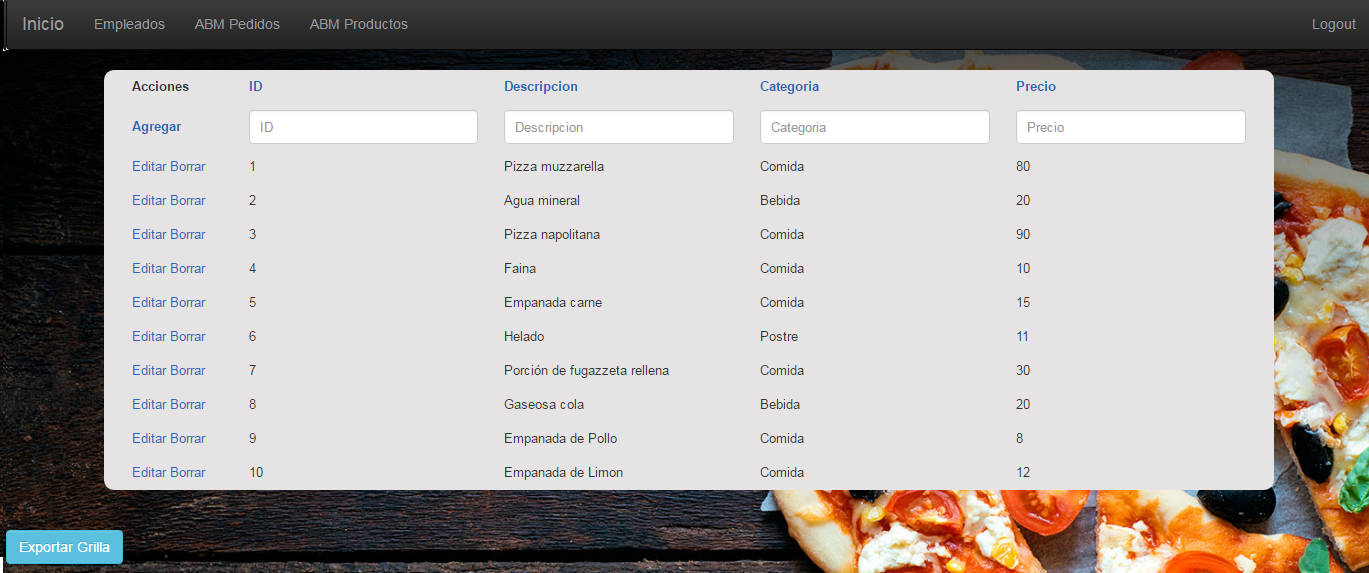 Inicio Empleados ABM Pedidos ABM Productos Logout
Acciones ID Descripcion Categoria Precio
Agregar ID Descripcion Categoria Precio
Editar Borrar 1 Pizza muzzarella Comida 80
Editar Borrar 2 Agua mineral Bebida 20
Editar Borrar 3 Pizza napolitana Comida 90
Editar Borrar 4 Faina Comida 10
Editar Borrar 5 Empanada carne Comida 15
Editar Borrar 6 Helado Postre 11
Editar Borrar 7 Porción de fugazzeta rellena Comida 30
Editar Borrar 8 Gaseosa cola Bebida 20
Editar Borrar 9 Empanada de Pollo Comida 8
Editar Borrar 10 Empanada de Limon Comida 12
Exportar Grilla